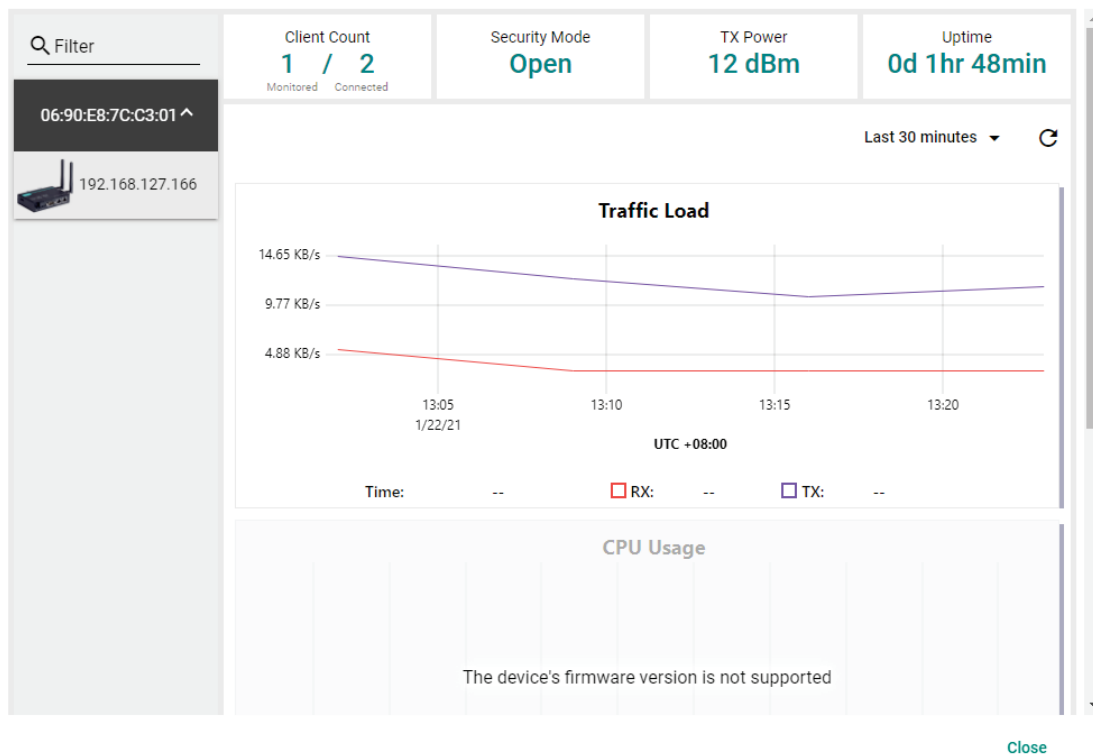 Filter
06:90:E8:7C:C3:01
192.168.127.166
Client Count
1 / 2
Monitored Connected
Security Mode
Open
TX Power
12 dBm
Uptime
0d 1hr 48min
Last 30 minutes
Traffic Load
14.65 KB/s
9.77 KB/s
4.88 KB/s
13:05 13:10 13:15 13:20
1/22/21
UTC +08:00
Time: -- RX: -- TX: --
CPU Usage
The device's firmware version is not supported
Close